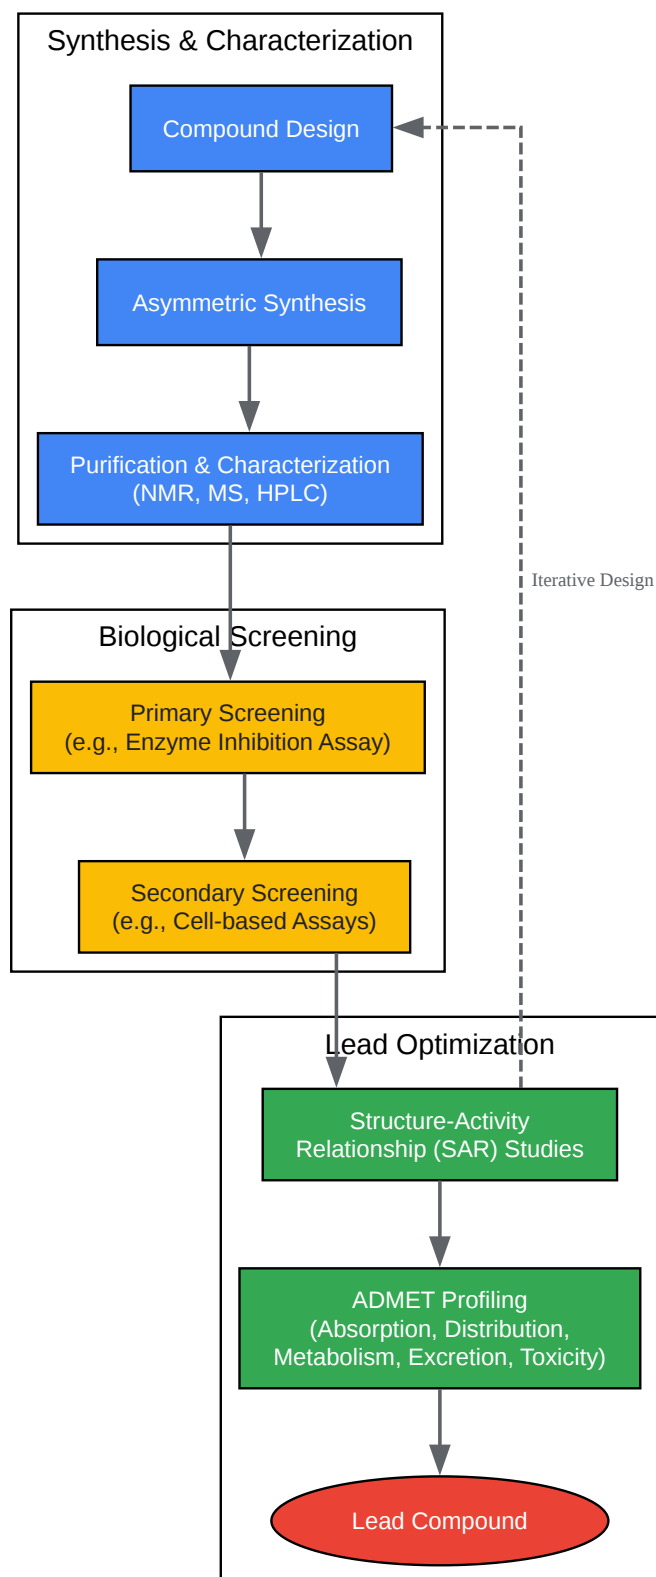 Synthesis & Characterization
Compound Design
Asymmetric Synthesis
Purification & Characterization
(NMR, MS, HPLC)
Iterative Design
Biological Screening
Primary Screening
(e.g., Enzyme Inhibition Assay)
Secondary Screening
(e.g., Cell-based Assays)
Lead Optimization
Structure-Activity
Relationship (SAR) Studies
ADMET Profiling
(Absorption, Distribution,
Metabolism, Excretion, Toxicity)
Lead Compound